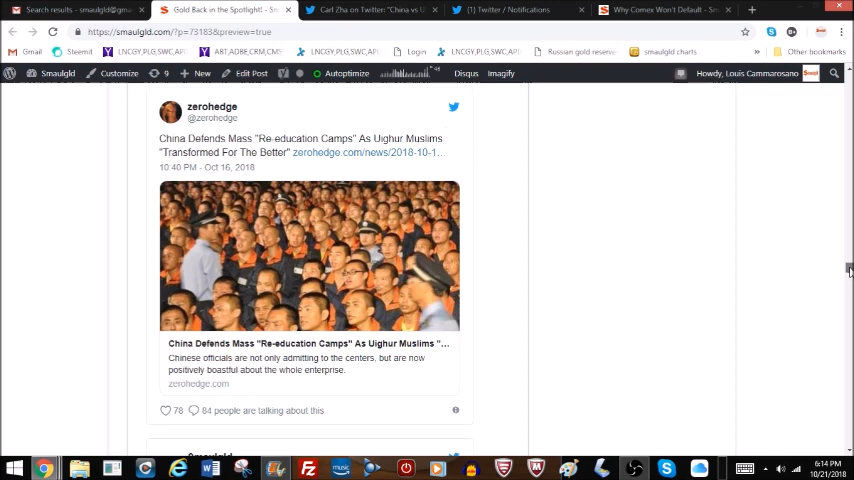 Search results - smaulgld@gma
Gold Back in the Spotlight! - Sm
Carl Zha on Twitter: "China vs U
(1) Twitter / Notifications
Why Comex Won't Default - Sm
https://smaulgld.com/?p=73183&preview=true
Gmail
Steemit
LNCGY,PLG,SWC,API
ABT,ADBE,CRM,CMS
LNCGY,PLG,SWC,API
Login
LNCGY,PLG,SWC,API
Russian gold reserve
smaulgld charts
Other bookmarks
Smaulgld
Customize
9
New
Edit Post
Autoptimize
Disqus
Imagify
Howdy, Louis Cammarosano
zerohedge
@zerohedge
China Defends Mass "Re-education Camps" As Uighur Muslims
"Transformed For The Better" zerohedge.com/news/2018-10-1...
10:40 PM - Oct 16, 2018
China Defends Mass "Re-education Camps" As Uighur Muslims "...
Chinese officials are not only admitting to the centers, but are now
positively boastful about the whole enterprise.
zerohedge.com
78
84 people are talking about this
6:14 PM
10/21/2018